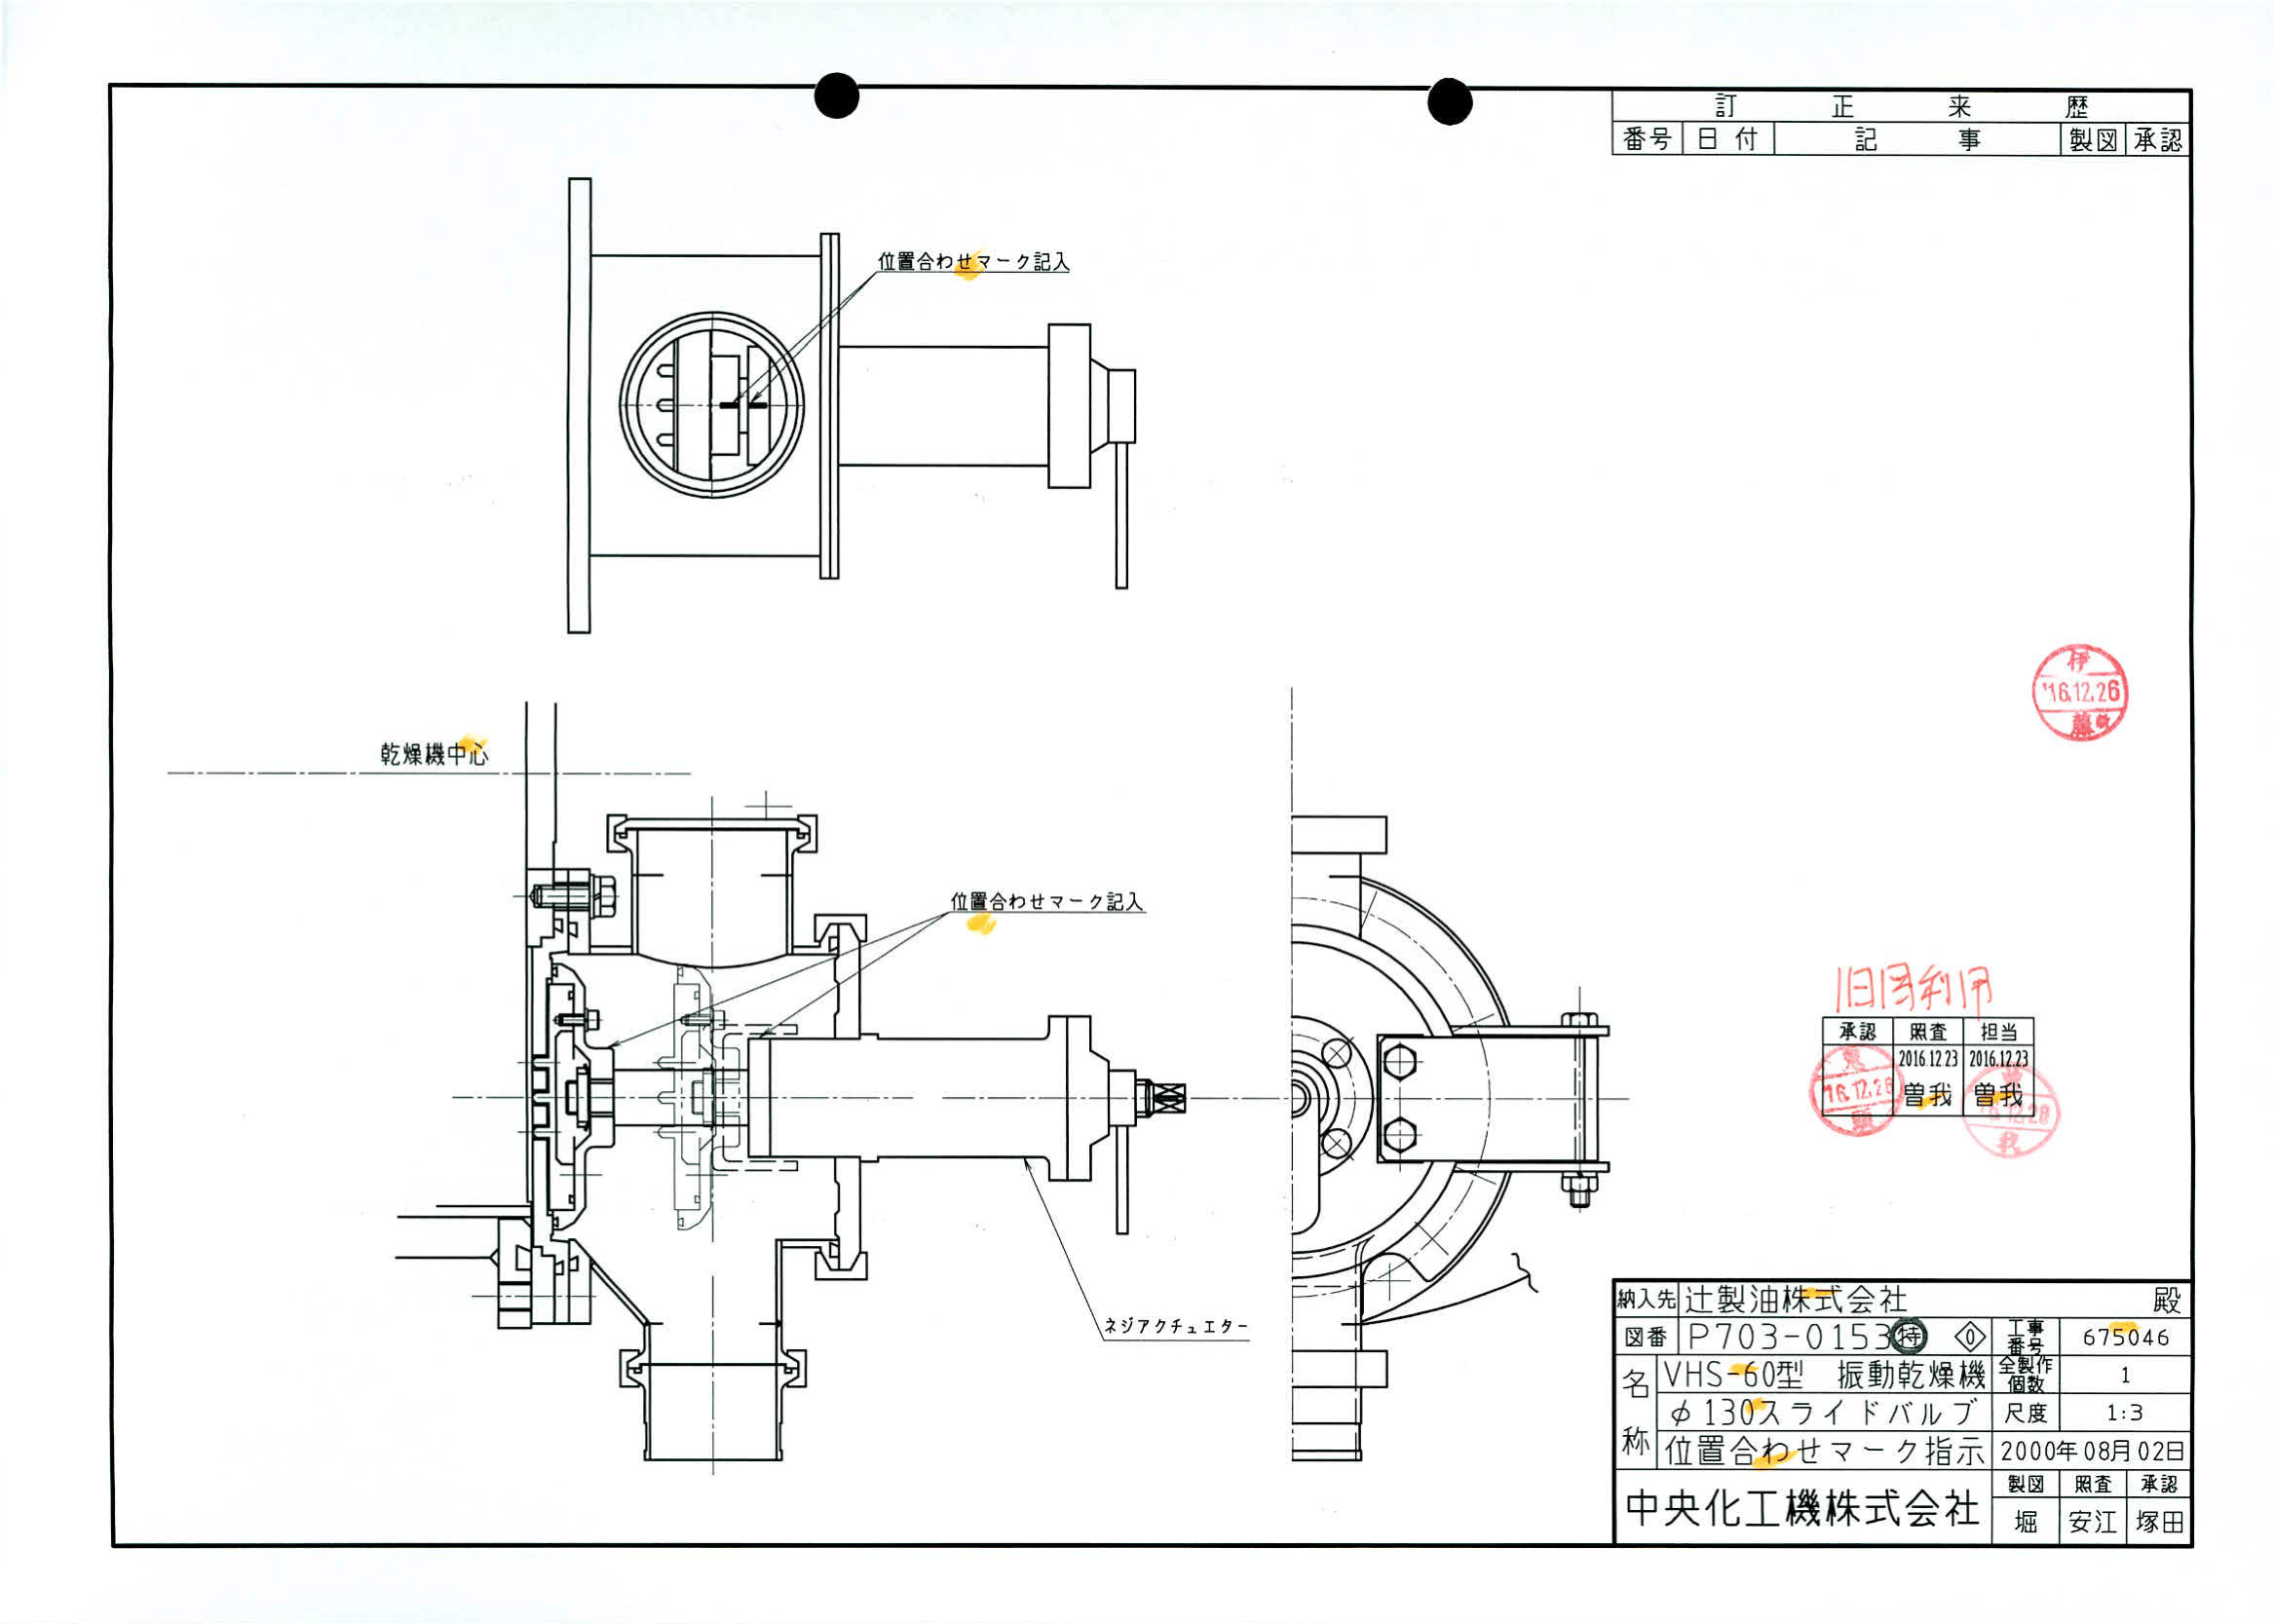 訂正来歴
番号 日付 記事 製図 承認
位置合わせマーク記入
伊
'16.12.26
藤
乾燥機中心
位置合わせマーク記入
旧図利用
承認 照査 担当
2016.12.23 2016.12.23
'16.12.26 曽我 曽我
ネジアクチュエター
納入先 辻製油株式会社 殿
図番 P703-0153特 0 工事番号 675046
名称 VHS-60型 振動乾燥機 全製作個数 1
φ130スライドバルブ 尺度 1:3
位置合わせマーク指示 2000年08月02日
中央化工機株式会社 製図 照査 承認
堀 安江 塚田